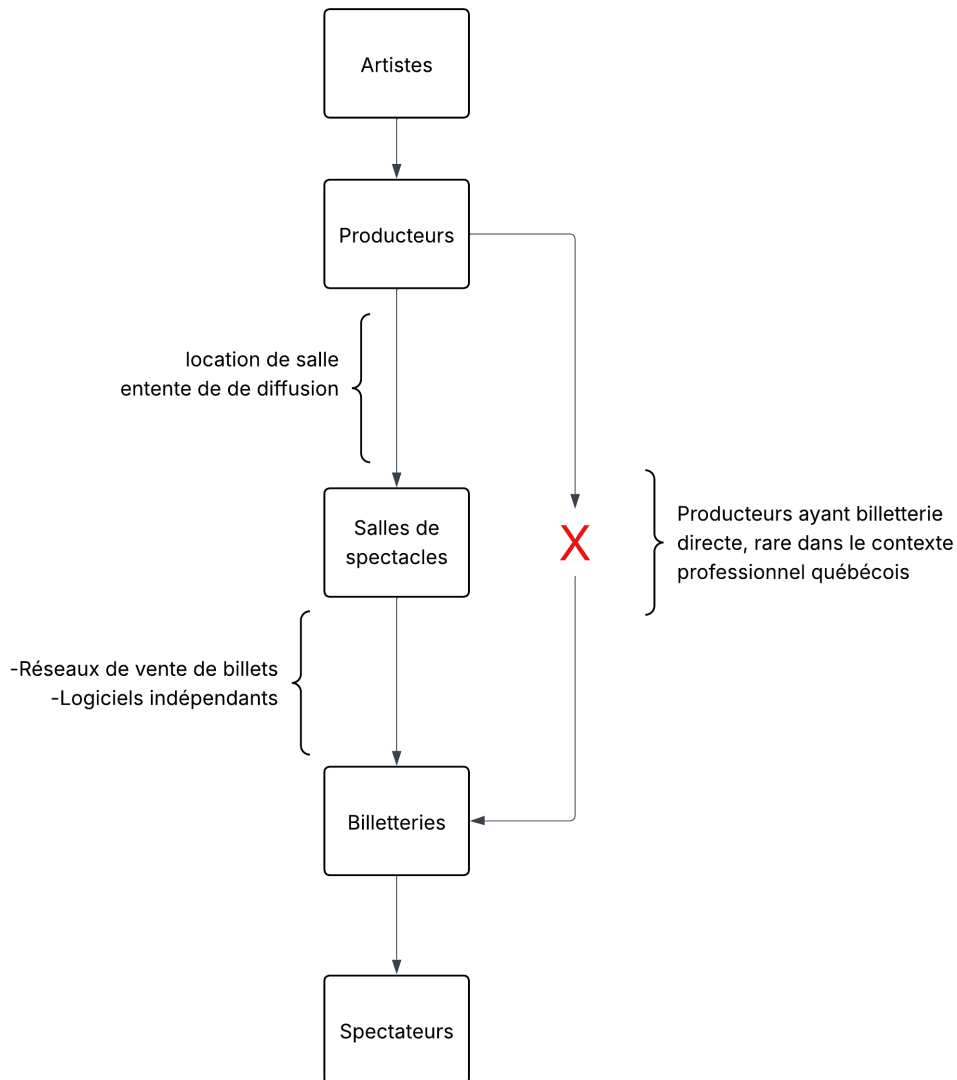 Artistes
Producteurs
location de salle
entente de de diffusion
Salles de
spectacles
X
Producteurs ayant billetterie
directe, rare dans le contexte
professionnel québécois
-Réseaux de vente de billets
-Logiciels indépendants
Billetteries
Spectateurs